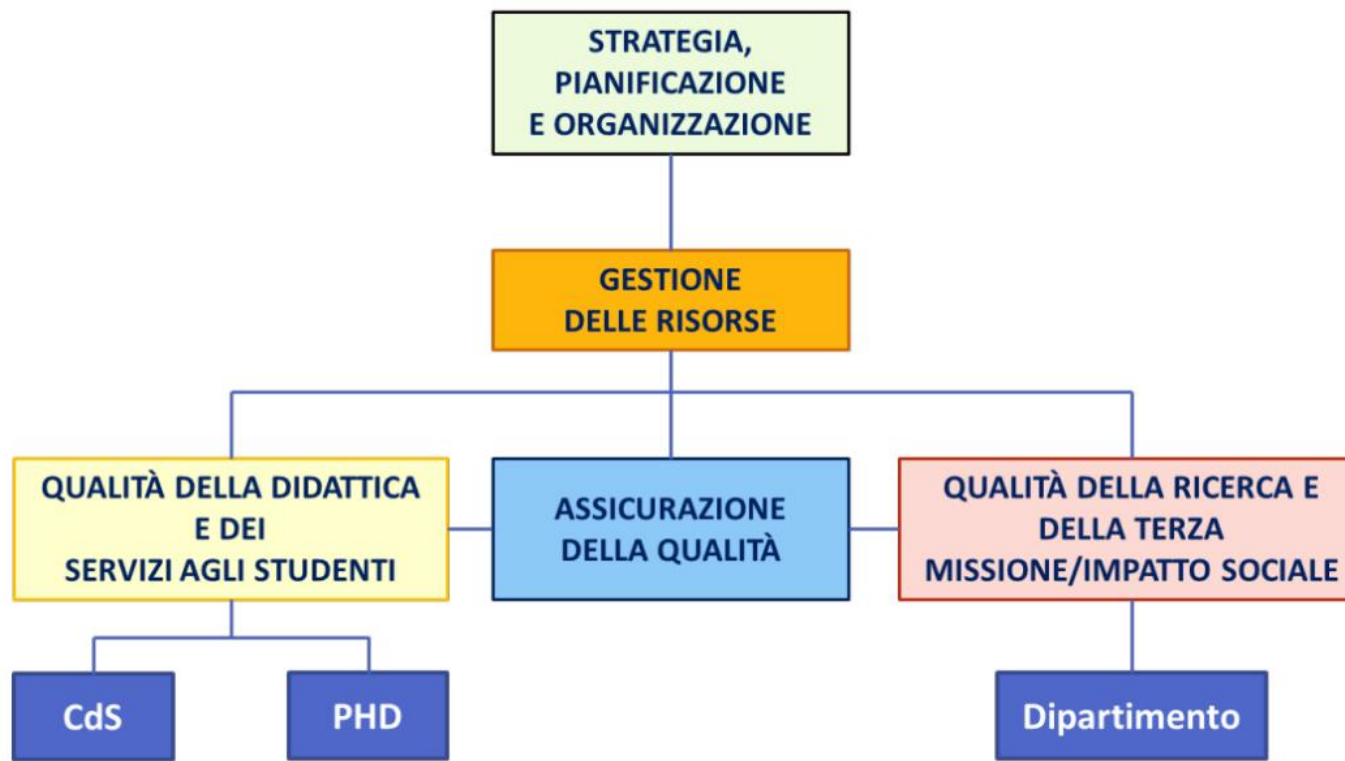 STRATEGIA,
PIANIFICAZIONE
E ORGANIZZAZIONE
GESTIONE
DELLE RISORSE
QUALITÀ DELLA DIDATTICA
E DEI
SERVIZI AGLI STUDENTI
ASSICURAZIONE
DELLA QUALITÀ
QUALITÀ DELLA RICERCA E
DELLA TERZA
MISSIONE/IMPATTO SOCIALE
CdS
PHD
Dipartimento